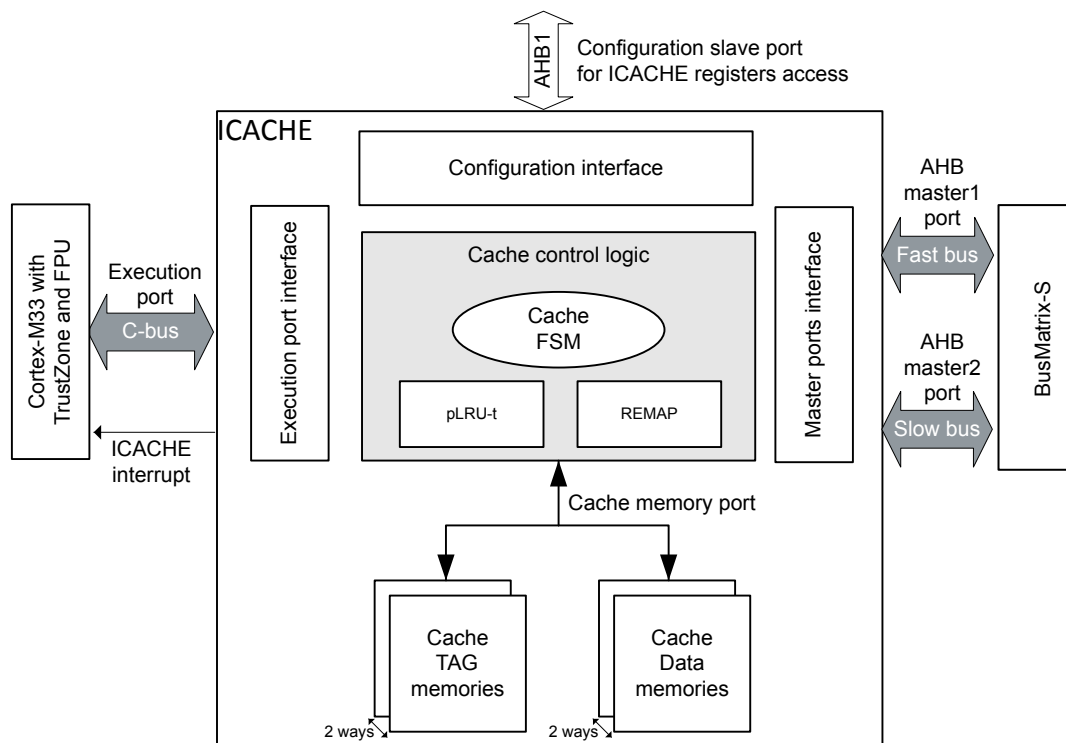 AHB1
Configuration slave port
for ICACHE registers access
ICACHE
Configuration interface
Cortex-M33 with
TrustZone and FPU
Execution
port
C-bus
ICACHE
interrupt
Execution port interface
Cache control logic
Cache
FSM
pLRU-t
REMAP
Master ports interface
AHB
master1
port
Fast bus
AHB
master2
port
Slow bus
BusMatrix-S
Cache memory port
Cache
TAG
memories
2 ways
Cache
Data
memories
2 ways